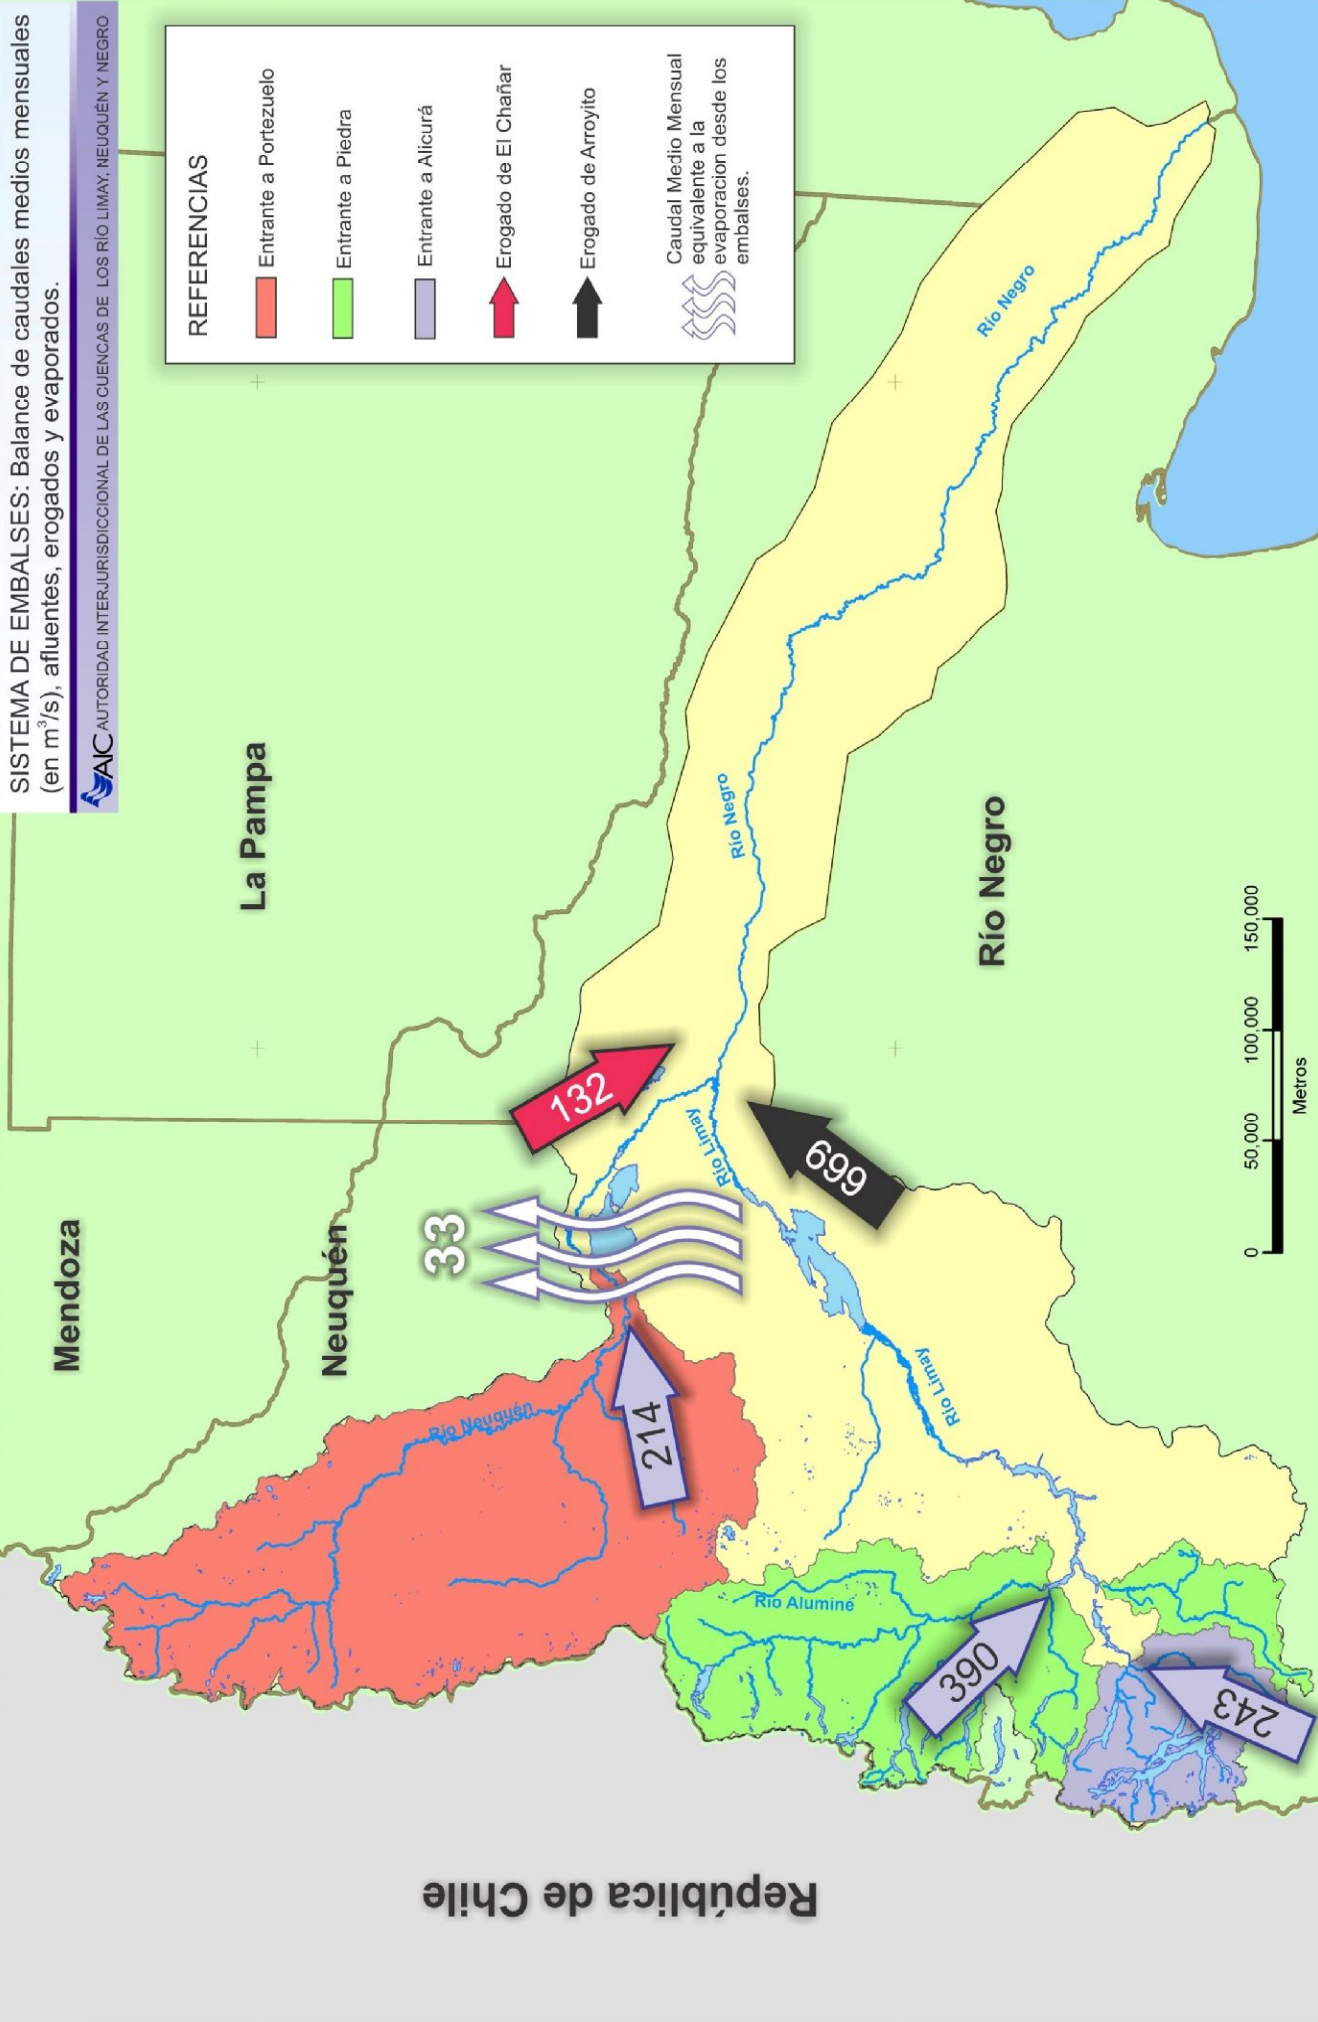 SISTEMA DE EMBALSES: Balance de caudales medios mensuales
(en m³/s), afluentes, erogados y evaporados.
AIC AUTORIDAD INTERJURISDICCIONAL DE LAS CUENCAS DE LOS RÍO LIMAY, NEUQUÉN Y NEGRO
REFERENCIAS
Entrante a Portezuelo
Entrante a Piedra
Entrante a Alicurá
Erogado de El Chañar
Erogado de Arroyito
Caudal Medio Mensual
equivalente a la
evaporacion desde los
embalses.
Mendoza
La Pampa
Neuquén
33
Río Neuquén
132
214
Río Limay
Río Negro
Río Negro
699
Río Alumine
Río Limay
390
243
Río Negro
República de Chile
0
50,000
100,000
150,000
Metros